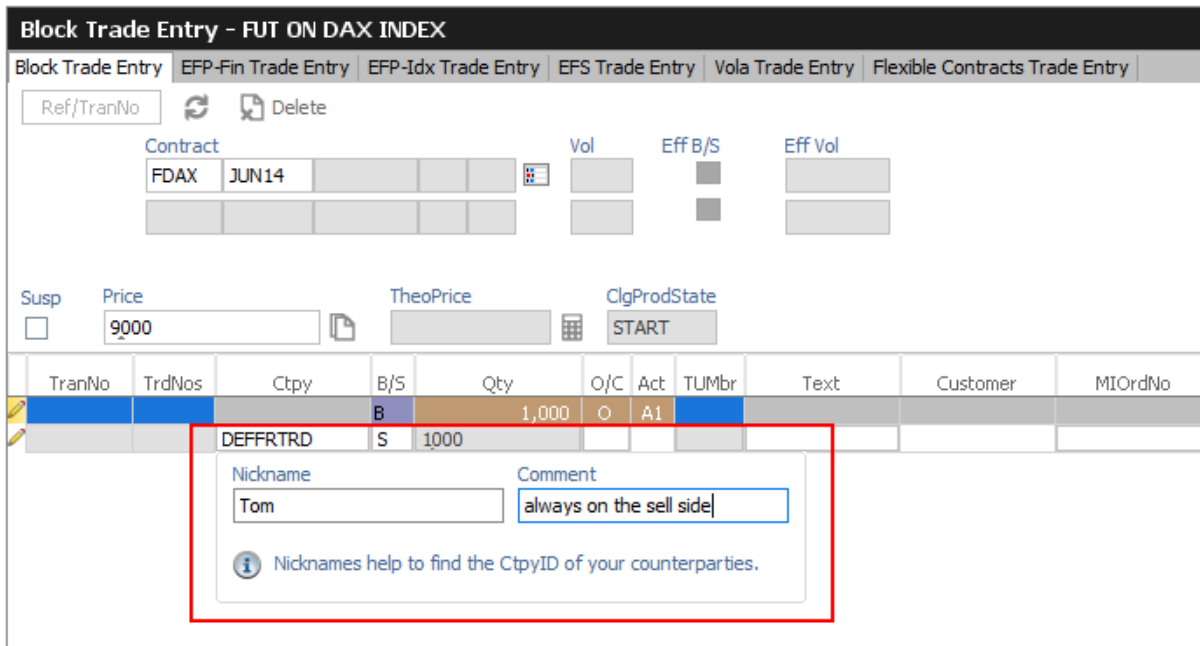 Block Trade Entry - FUT ON DAX INDEX
Block Trade Entry EFP-Fin Trade Entry EFP-Idx Trade Entry EFS Trade Entry Vola Trade Entry Flexible Contracts Trade Entry
Ref/TranNo Delete
Contract Vol Eff B/S Eff Vol
FDAX JUN14
Susp Price TheoPrice ClgProdState
9000 START
TranNo TrdNos Ctpy B/S Qty O/C Act TUMbr Text Customer MIOrdNo
B 1,000 O A1
DEFFRTRD S 1000
Nickname Comment
Tom always on the sell side
Nicknames help to find the CtpyID of your counterparties.